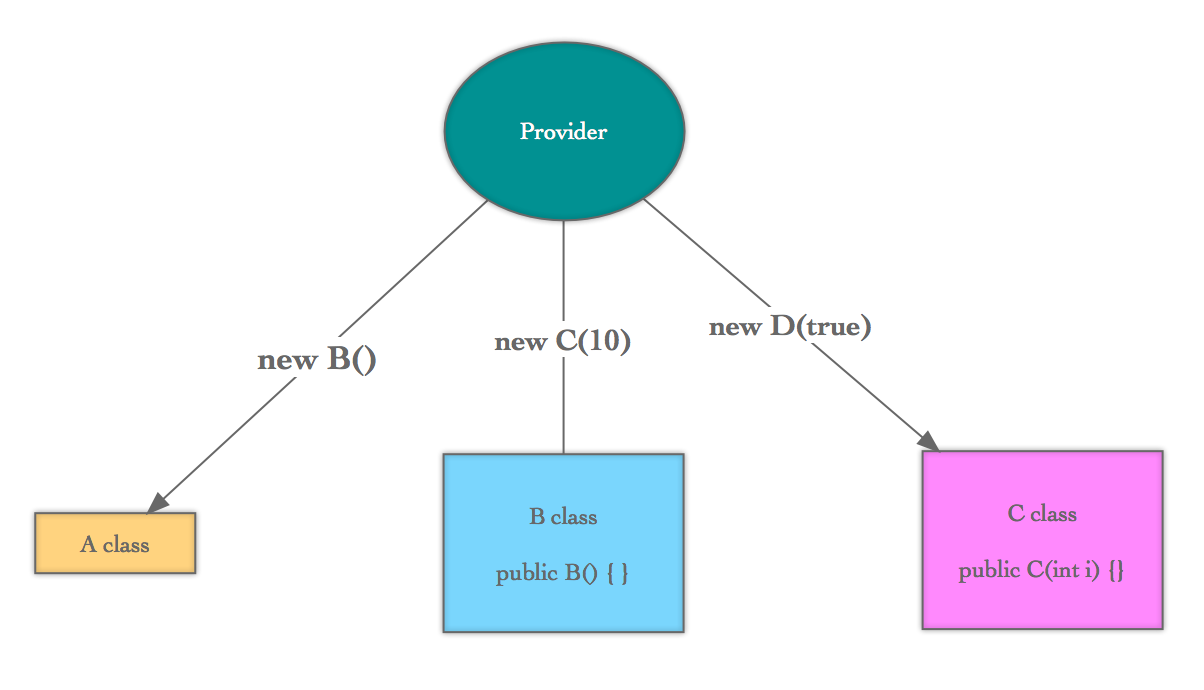 Provider
new B()
new C(10)
new D(true)
A class
B class
public B() { }
C class
public C(int i) {}